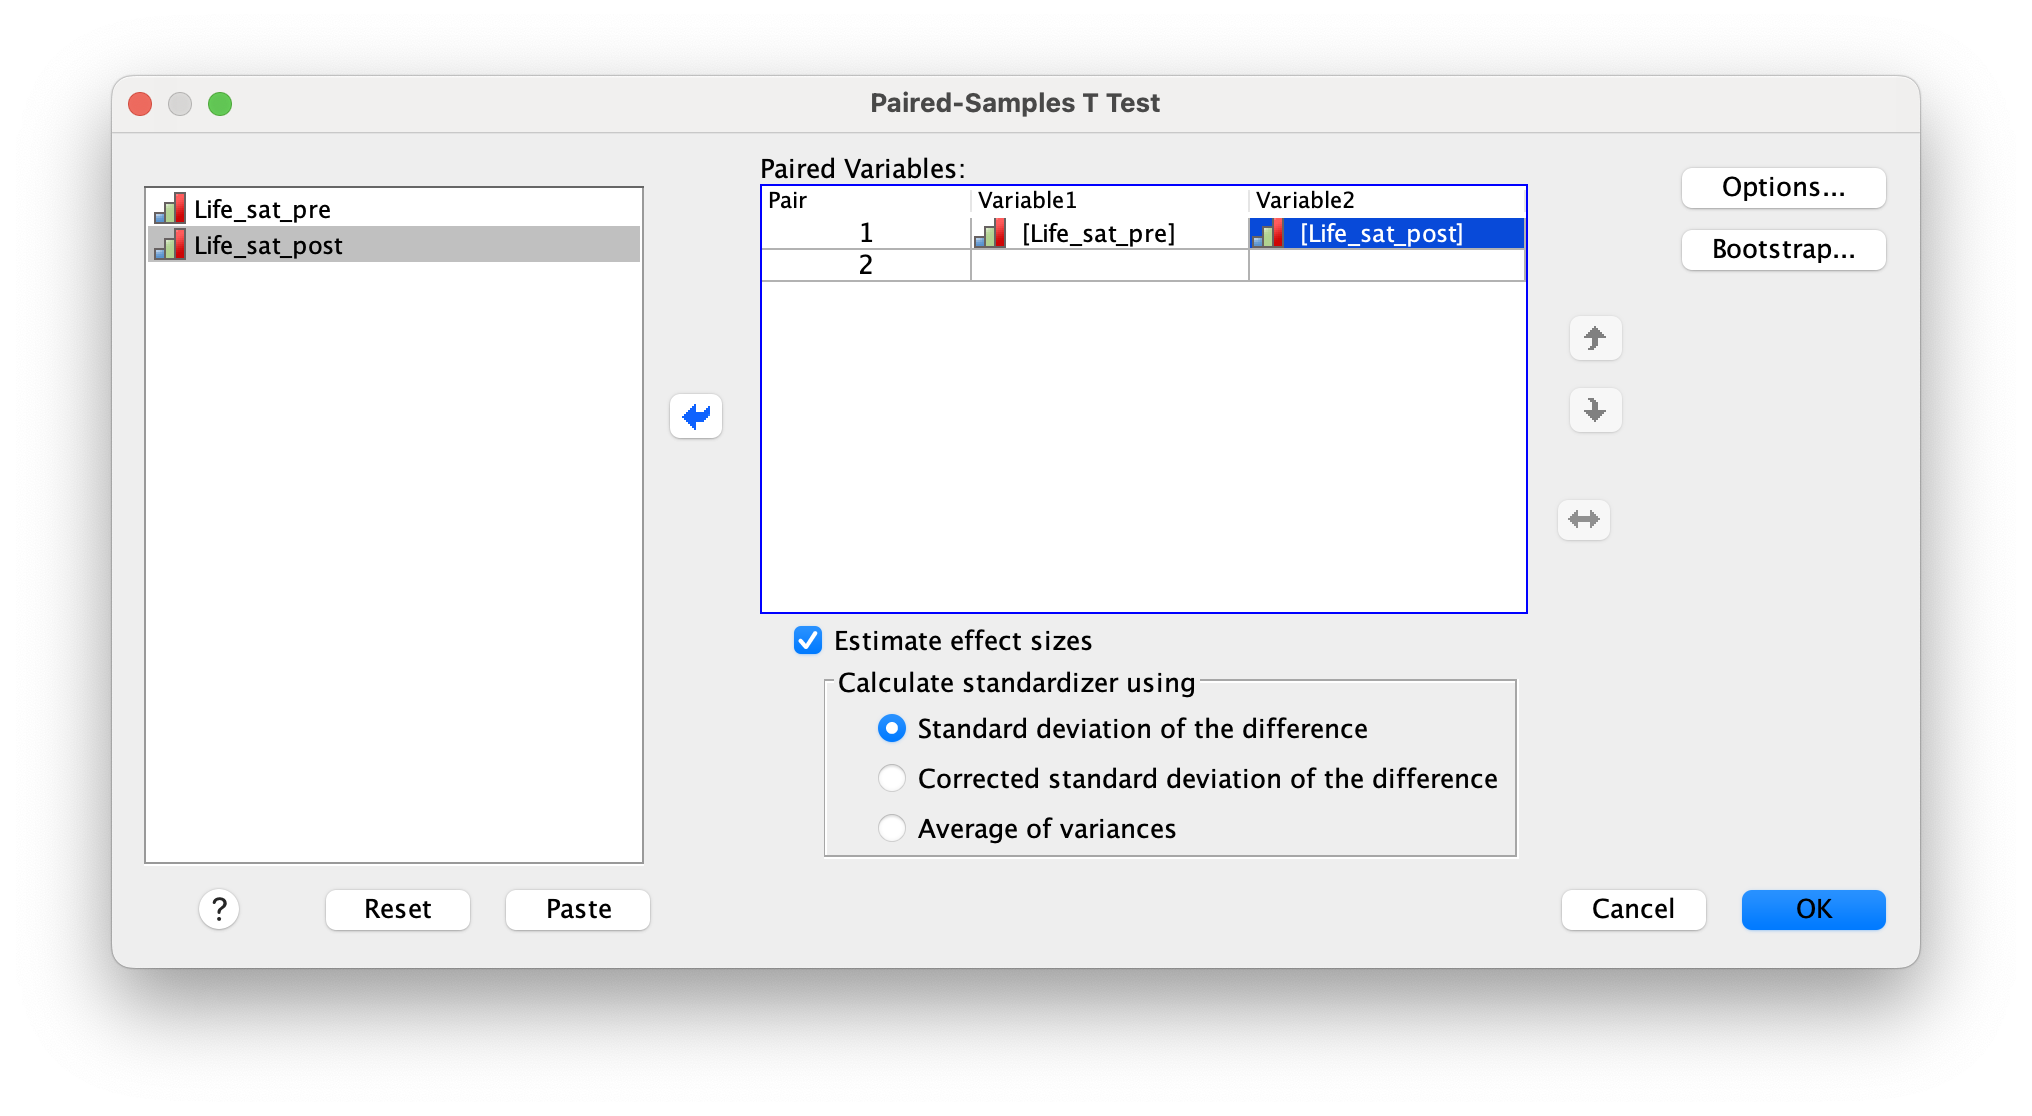 Paired-Samples T Test
Life_sat_pre
Life_sat_post
Paired Variables:
Pair Variable1 Variable2
1 [Life_sat_pre] [Life_sat_post]
2
Estimate effect sizes
Calculate standardizer using
Standard deviation of the difference
Corrected standard deviation of the difference
Average of variances
Options...
Bootstrap...
? Reset Paste Cancel OK